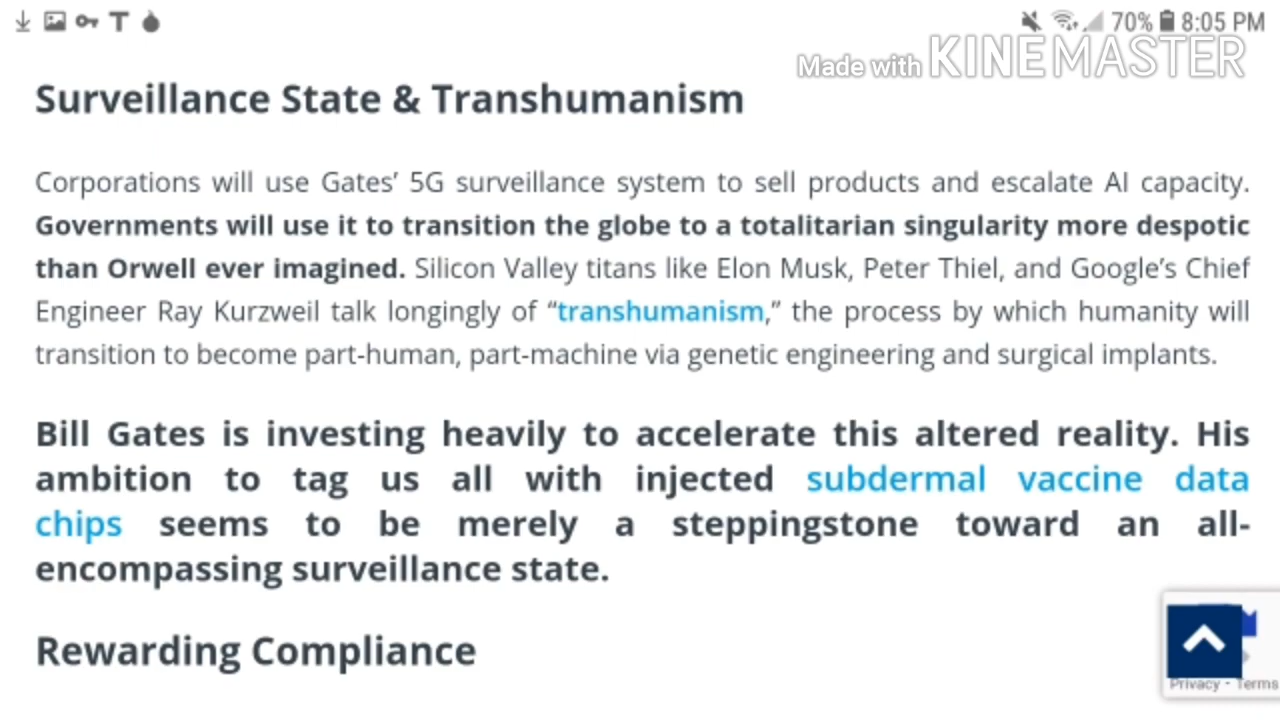 T 70% 8:05 PM
Made with KINEMASTER
Surveillance State & Transhumanism
Corporations will use Gates’ 5G surveillance system to sell products and escalate AI capacity.
Governments will use it to transition the globe to a totalitarian singularity more despotic
than Orwell ever imagined. Silicon Valley titans like Elon Musk, Peter Thiel, and Google’s Chief
Engineer Ray Kurzweil talk longingly of “transhumanism,” the process by which humanity will
transition to become part-human, part-machine via genetic engineering and surgical implants.
Bill Gates is investing heavily to accelerate this altered reality. His
ambition to tag us all with injected subdermal vaccine data
chips seems to be merely a steppingstone toward an all-
encompassing surveillance state.
Rewarding Compliance
Privacy - Terms